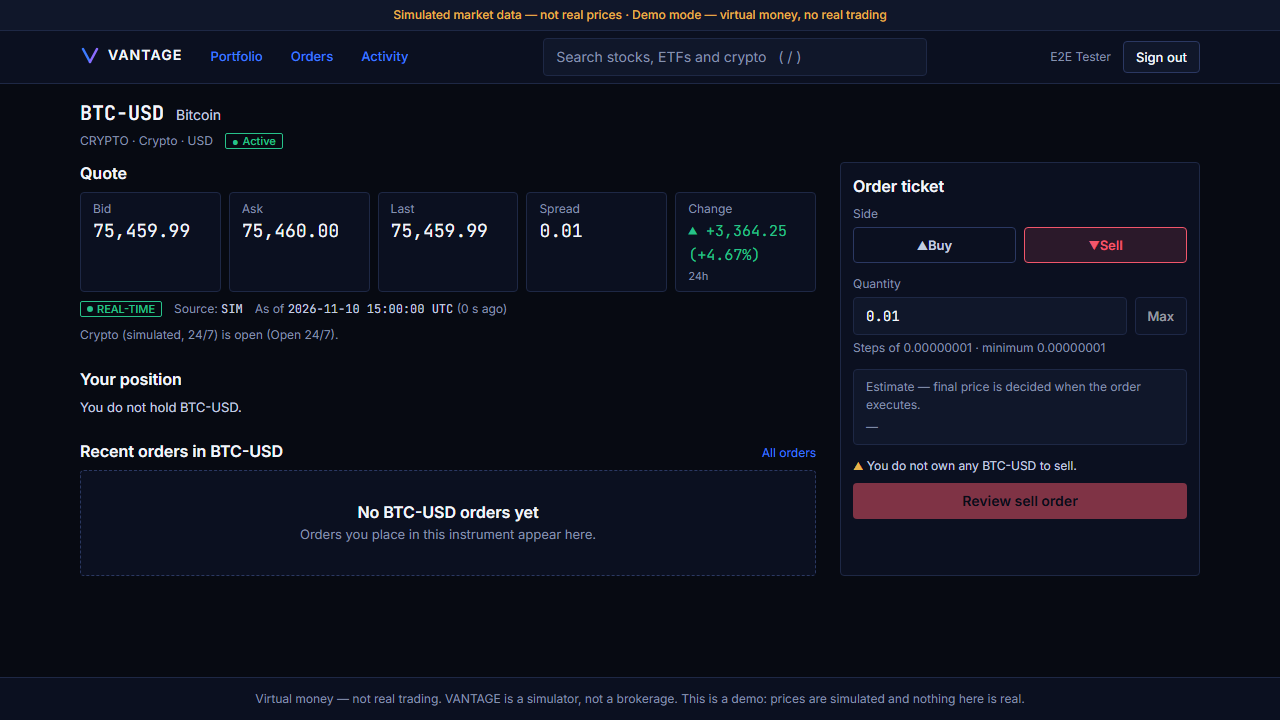 Simulated market data — not real prices · Demo mode — virtual money, no real trading
VANTAGE
Portfolio
Orders
Activity
Search stocks, ETFs and crypto ( / )
E2E Tester
Sign out
BTC-USD Bitcoin
CRYPTO · Crypto · USD
Active
Quote
Bid
75,459.99
Ask
75,460.00
Last
75,459.99
Spread
0.01
Change
▲ +3,364.25
(+4.67%)
24h
REAL-TIME
Source: SIM
As of 2026-11-10 15:00:00 UTC (0 s ago)
Crypto (simulated, 24/7) is open (Open 24/7).
Your position
You do not hold BTC-USD.
Recent orders in BTC-USD
All orders
No BTC-USD orders yet
Orders you place in this instrument appear here.
Order ticket
Side
▲Buy
▼Sell
Quantity
0.01
Max
Steps of 0.00000001 · minimum 0.00000001
Estimate — final price is decided when the order
executes.
—
▲ You do not own any BTC-USD to sell.
Review sell order
Virtual money — not real trading. VANTAGE is a simulator, not a brokerage. This is a demo: prices are simulated and nothing here is real.